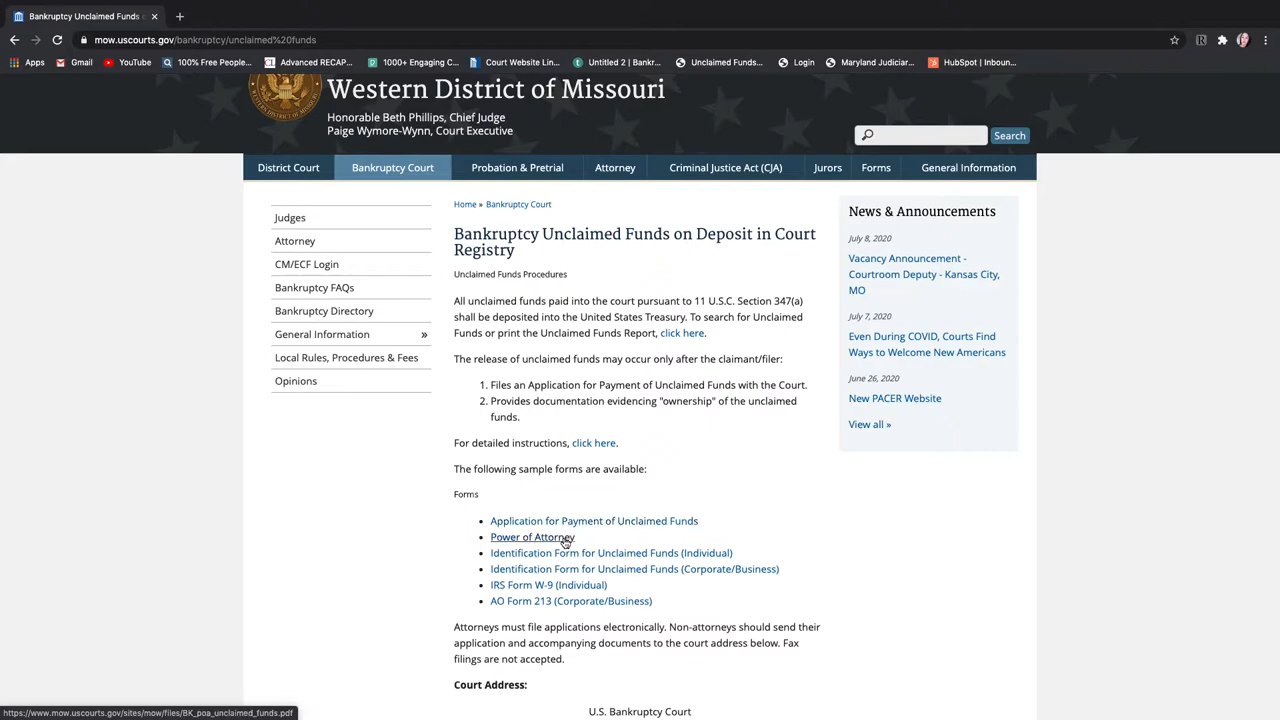 Bankruptcy Unclaimed Funds
mow.uscourts.gov/bankruptcy/unclaimed%20funds
Apps Gmail YouTube 100% Free People... Advanced RECAP... 1000+ Engaging C... Court Website Lin... Untitled 2 | Bankr... Unclaimed Funds... Login Maryland Judiciar... HubSpot | Inboun...
Western District of Missouri
Honorable Beth Phillips, Chief Judge
Paige Wymore-Wynn, Court Executive
Search
District Court Bankruptcy Court Probation & Pretrial Attorney Criminal Justice Act (CJA) Jurors Forms General Information
Judges
Attorney
CM/ECF Login
Bankruptcy FAQs
Bankruptcy Directory
General Information »
Local Rules, Procedures & Fees
Opinions
Home » Bankruptcy Court
Bankruptcy Unclaimed Funds on Deposit in Court
Registry
Unclaimed Funds Procedures
All unclaimed funds paid into the court pursuant to 11 U.S.C. Section 347(a)
shall be deposited into the United States Treasury. To search for Unclaimed
Funds or print the Unclaimed Funds Report, click here.
The release of unclaimed funds may occur only after the claimant/filer:
1. Files an Application for Payment of Unclaimed Funds with the Court.
2. Provides documentation evidencing "ownership" of the unclaimed
funds.
For detailed instructions, click here.
The following sample forms are available:
Forms
• Application for Payment of Unclaimed Funds
• Power of Attorney
• Identification Form for Unclaimed Funds (Individual)
• Identification Form for Unclaimed Funds (Corporate/Business)
• IRS Form W-9 (Individual)
• AO Form 213 (Corporate/Business)
Attorneys must file applications electronically. Non-attorneys should send their
application and accompanying documents to the court address below. Fax
filings are not accepted.
Court Address:
U.S. Bankruptcy Court
News & Announcements
July 8, 2020
Vacancy Announcement -
Courtroom Deputy - Kansas City,
MO
July 7, 2020
Even During COVID, Courts Find
Ways to Welcome New Americans
June 26, 2020
New PACER Website
View all »
https://www.mow.uscourts.gov/sites/mow/files/BK_poa_unclaimed_funds.pdf